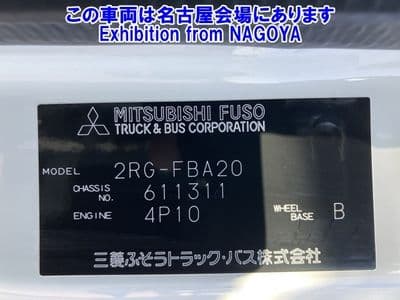 この車両は名古屋会場にあります
Exhibition from NAGOYA
MITSUBISHI FUSO
TRUCK & BUS CORPORATION
MODEL 2RG-FBA20
CHASSIS NO. 611311
ENGINE 4P10 WHEEL BASE B
三菱ふそうトラック・バス株式会社